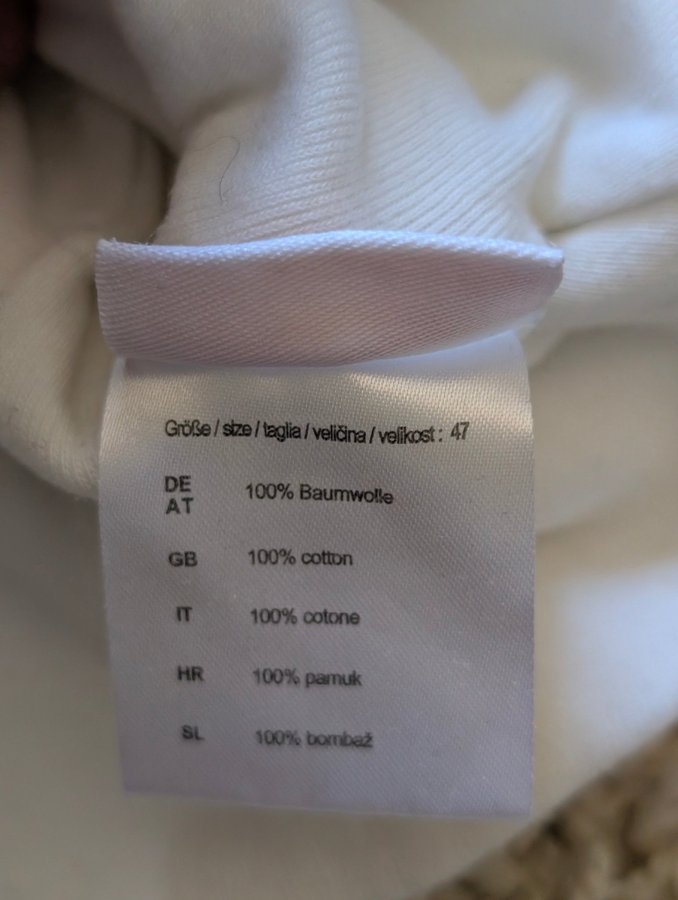 Größe / size / taglia / veličina / velikost : 47
DE
AT 100% Baumwolle
GB 100% cotton
IT 100% cotone
HR 100% pamuk
SL 100% bombaž